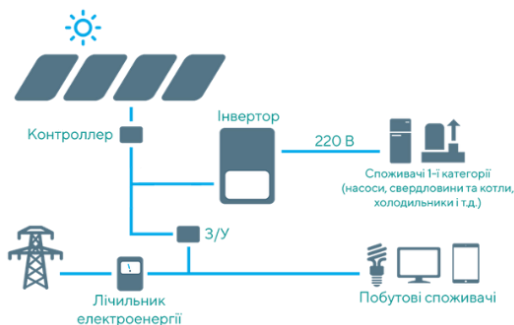 Контроллер
Інвертор
220 В
Споживачі 1-ї категорії
(насоси, свердловини та котли,
холодильники і т.д.)
З/У
Лічильник
електроенергії
Побутові споживачі